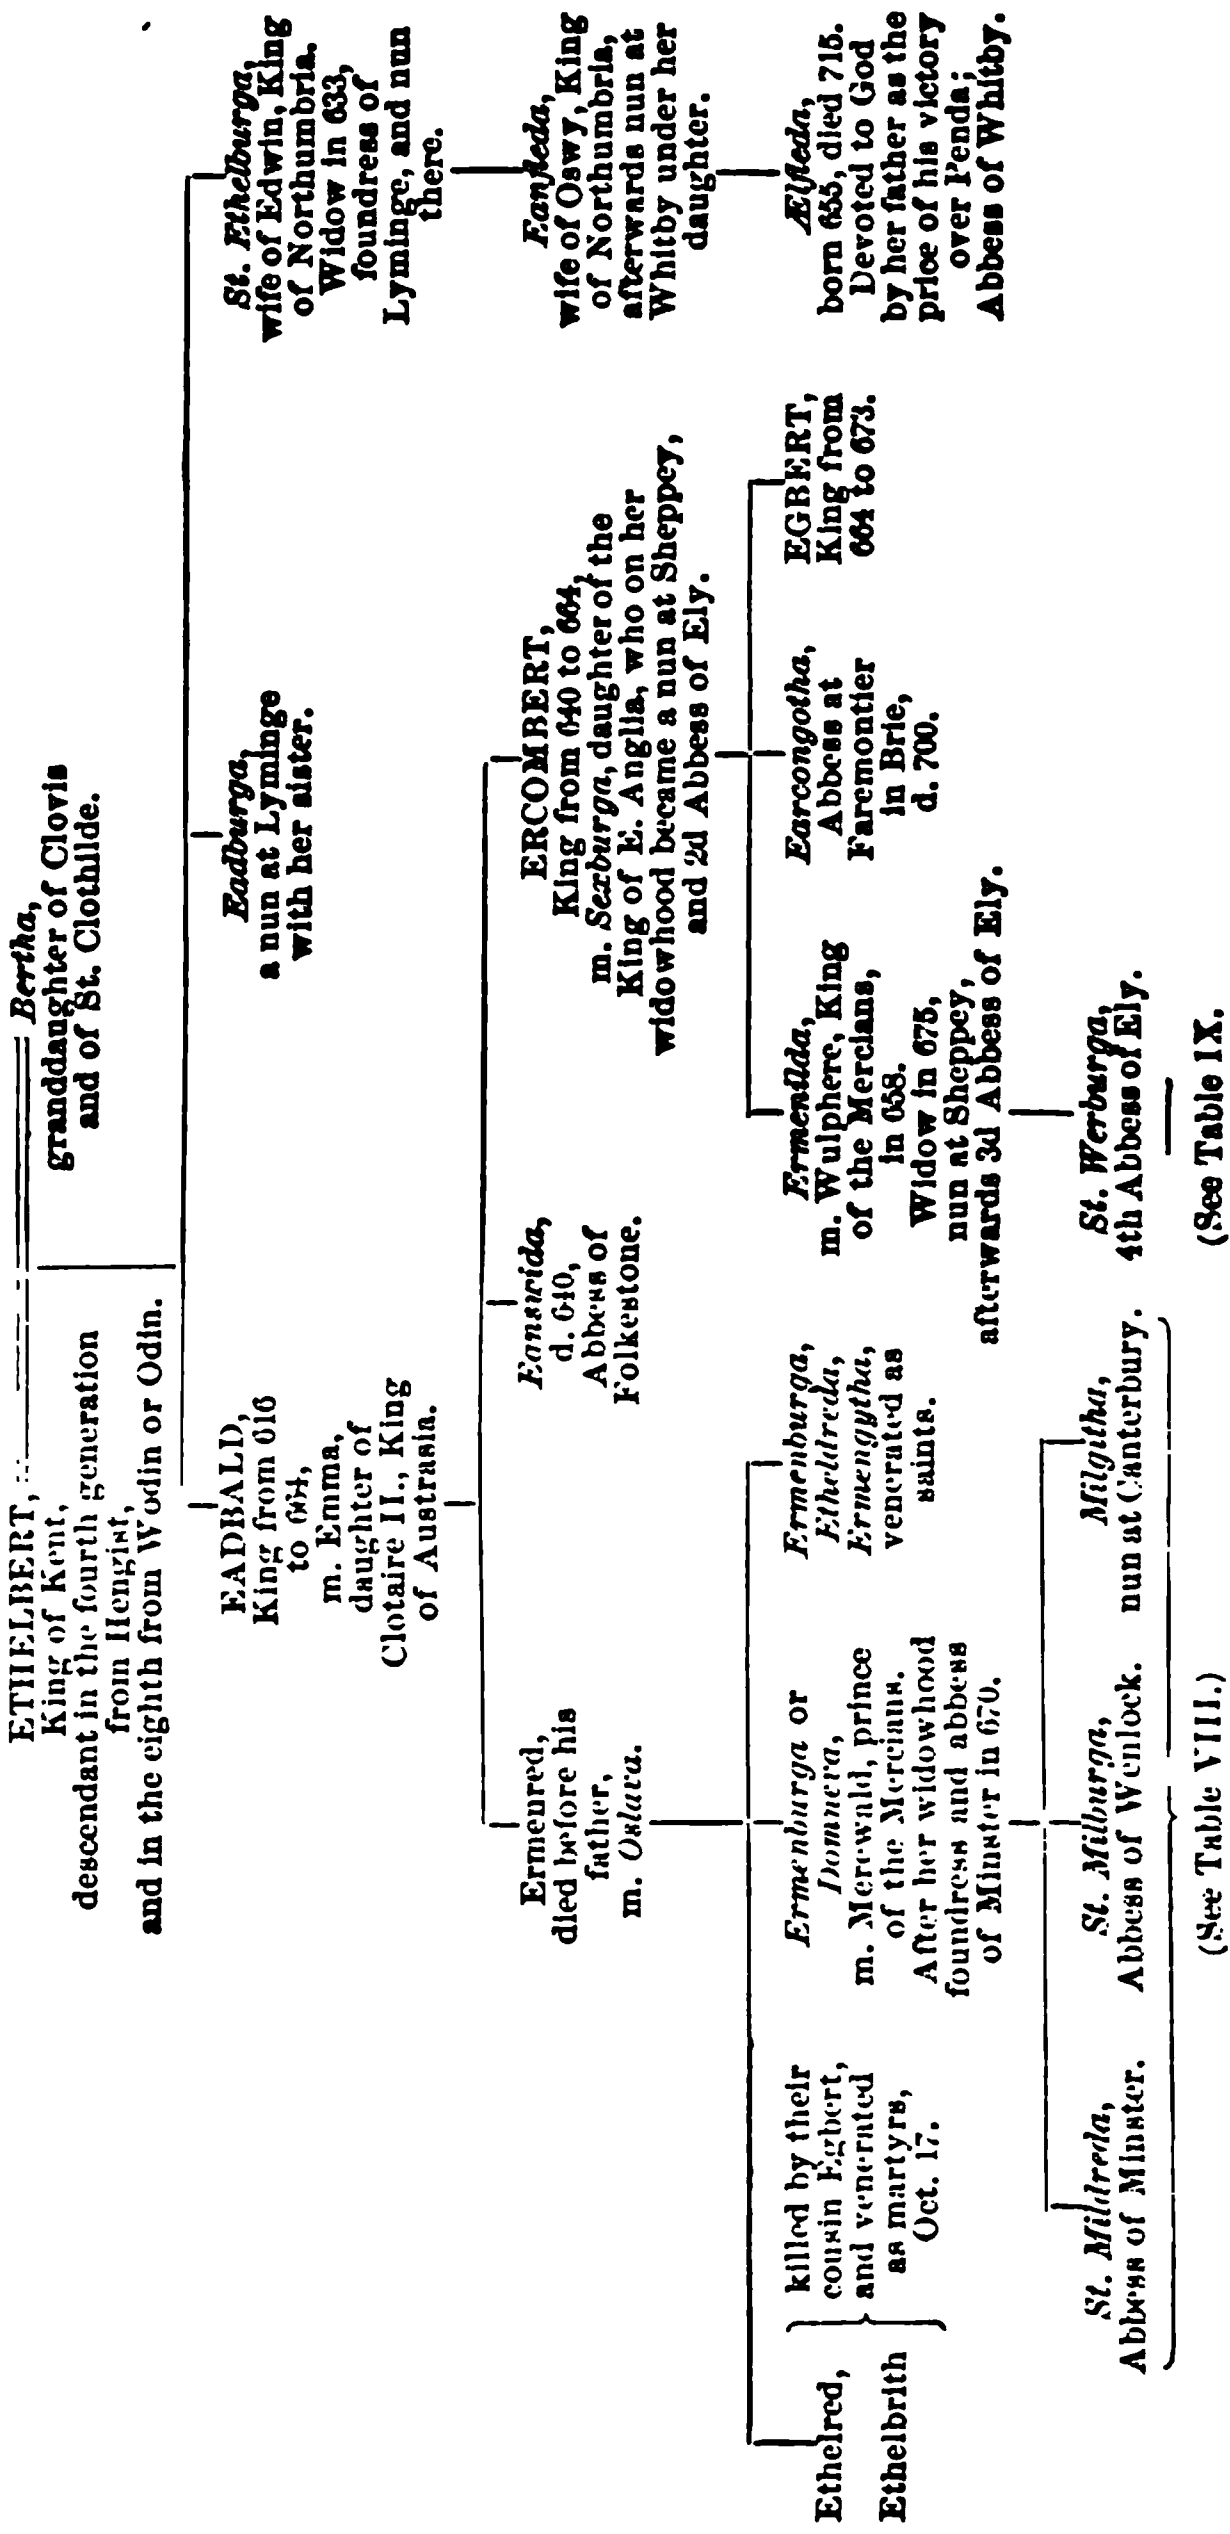 ETHELBERT,
King of Kent,
descendant in the fourth generation
from Hengist,
and in the eighth from Wodin or Odin.
Bertha,
granddaughter of Clovis
and of St. Clothilde.
EADBALD,
King from 616
to 664,
m. Emma,
daughter of
Clotaire II., King
of Austrasia.
Eadburga,
a nun at Lyminge
with her sister.
St. Ethelburga,
wife of Edwin, King
of Northumbria.
Widow in 633,
foundress of
Lyminge, and nun
there.
Ermenred,
died before his
father,
m. Oslava.
Eanswida,
d. 640,
Abbess of
Folkestone.
ERCOMBERT,
King from 640 to 664,
m. Sexburga, daughter of the
King of E. Anglia, who on her
widowhood became a nun at Sheppey,
and 2d Abbess of Ely.
Eanfleda,
wife of Oswy, King
of Northumbria,
afterwards nun at
Whitby under her
daughter.
Ethelred,
Ethelbrith
killed by their
cousin Egbert,
and venerated
as martyrs,
Oct. 17.
Ermenburga or
Domnera,
m. Merewald, prince
of the Mercians.
After her widowhood
foundress and abbess
of Minster in 670.
Ermenburga,
Etheldreda,
Ermengytha,
venerated as
saints.
Ermenilda,
m. Wulphere, King
of the Mercians,
in 658.
Widow in 675,
nun at Sheppey,
afterwards 3d Abbess of Ely.
Earcongotha,
Abbess at
Faremontier
in Brie,
d. 700.
EGBERT,
King from
664 to 673.
Ælfleda,
born 655, died 715.
Devoted to God
by her father as the
price of his victory
over Penda;
Abbess of Whitby.
St. Mildreda,
Abbess of Minster.
St. Milburga,
Abbess of Wenlock.
Milgitha,
nun at Canterbury.
St. Werburga,
4th Abbess of Ely.
(See Table VIII.)
(See Table IX.